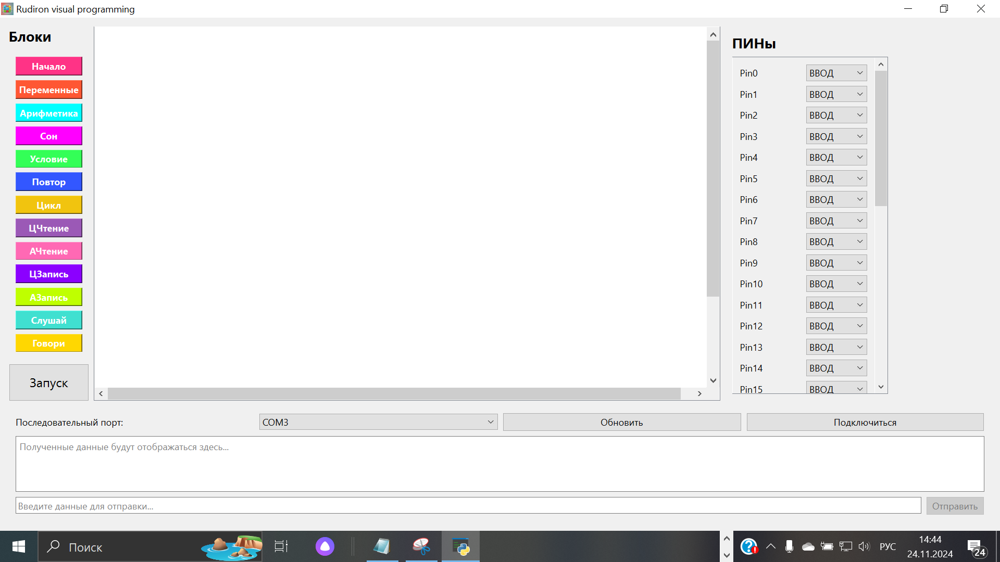 Rudiron visual programming
Блоки
Начало
Переменные
Арифметика
Сон
Условие
Повтор
Цикл
ЦЧтение
АЧтение
ЦЗапись
АЗапись
Слушай
Говори
Запуск
ПИНы
Pin0 ВВОД
Pin1 ВВОД
Pin2 ВВОД
Pin3 ВВОД
Pin4 ВВОД
Pin5 ВВОД
Pin6 ВВОД
Pin7 ВВОД
Pin8 ВВОД
Pin9 ВВОД
Pin10 ВВОД
Pin11 ВВОД
Pin12 ВВОД
Pin13 ВВОД
Pin14 ВВОД
Pin15 ВВОД
Последовательный порт: COM3 Обновить Подключиться
Полученные данные будут отображаться здесь...
Введите данные для отправки... Отправить
Поиск
РУС
14:44
24.11.2024
24